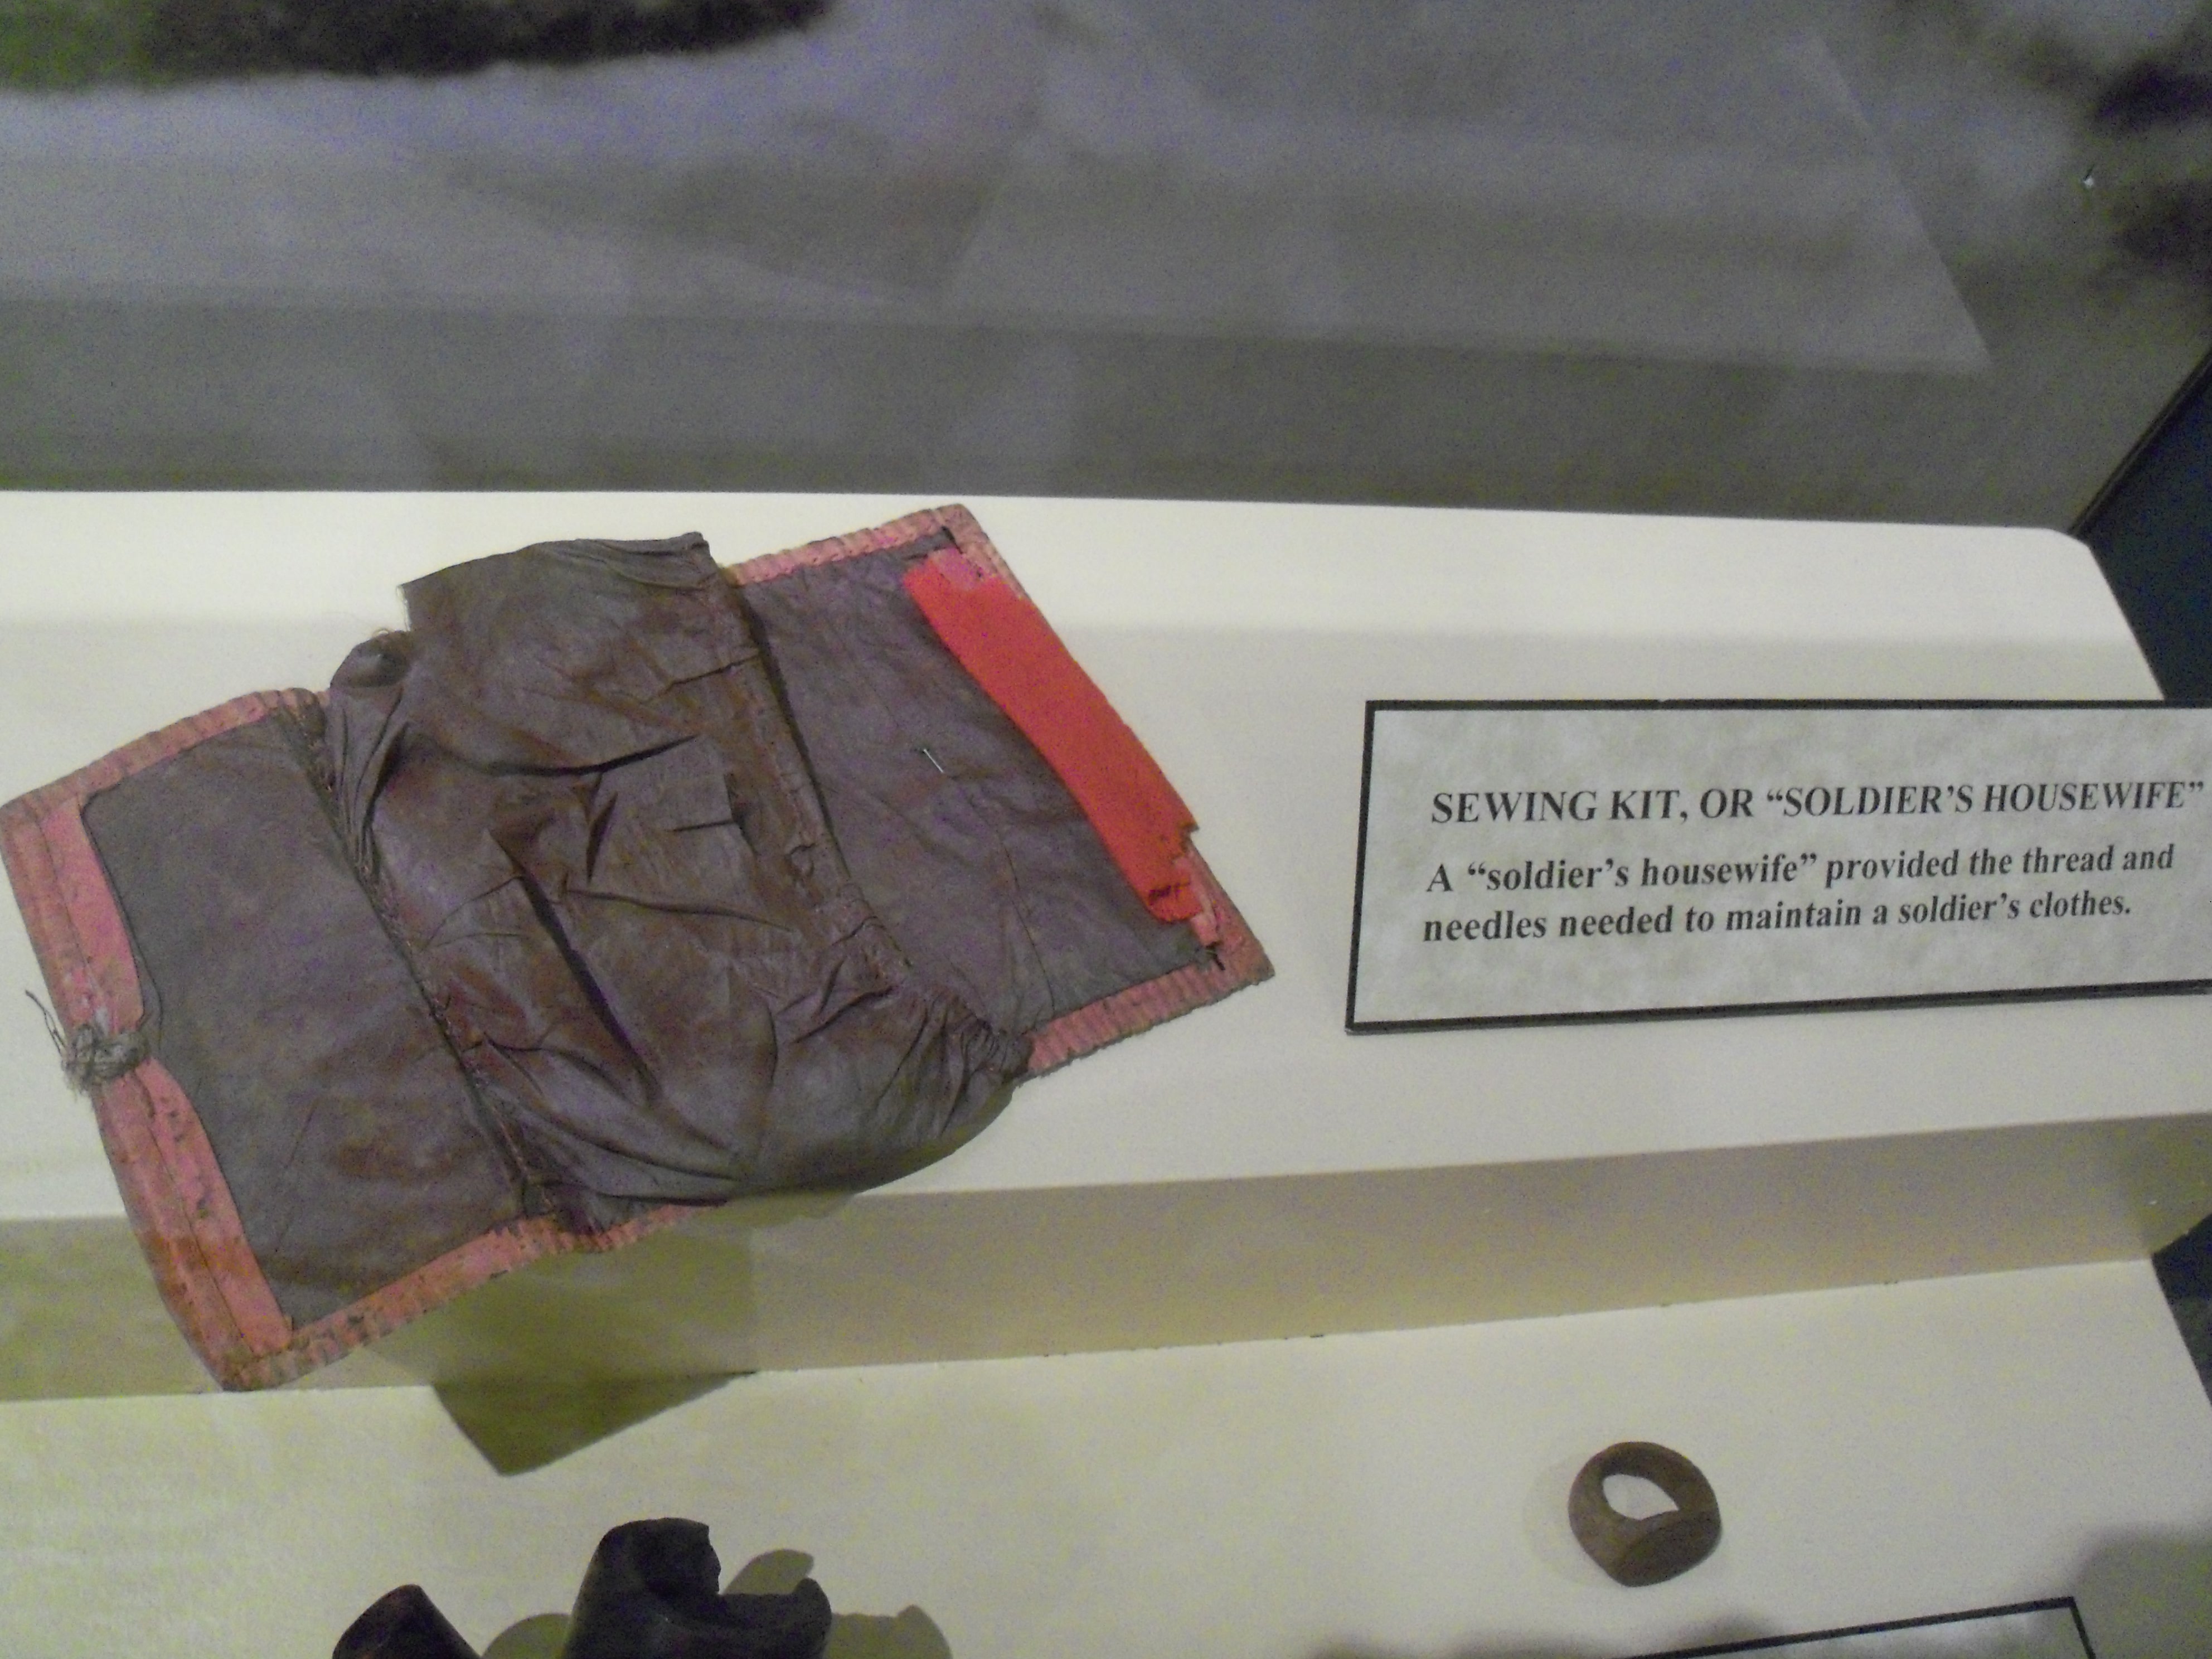 SEWING KIT, OR “SOLDIER’S HOUSEWIFE”
A “soldier’s housewife” provided the thread and
needles needed to maintain a soldier’s clothes.